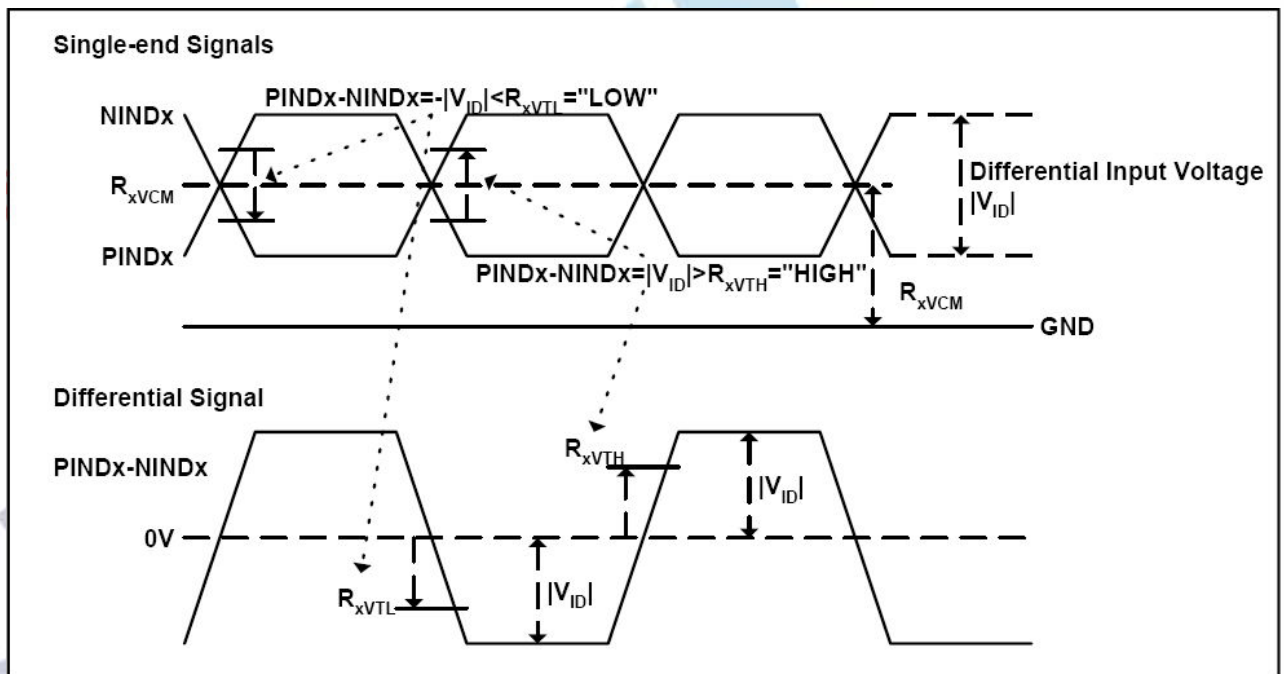 Single-end Signals
PINDx-NINDx=-|VID|<RxVTL="LOW"
NINDx
RxVCM
Differential Input Voltage
|VID|
PINDx
PINDx-NINDx=|VID|>RxVTH="HIGH"
RxVCM
GND
Differential Signal
PINDx-NINDx
RxVTH
|VID|
0V
RxVTL
|VID|